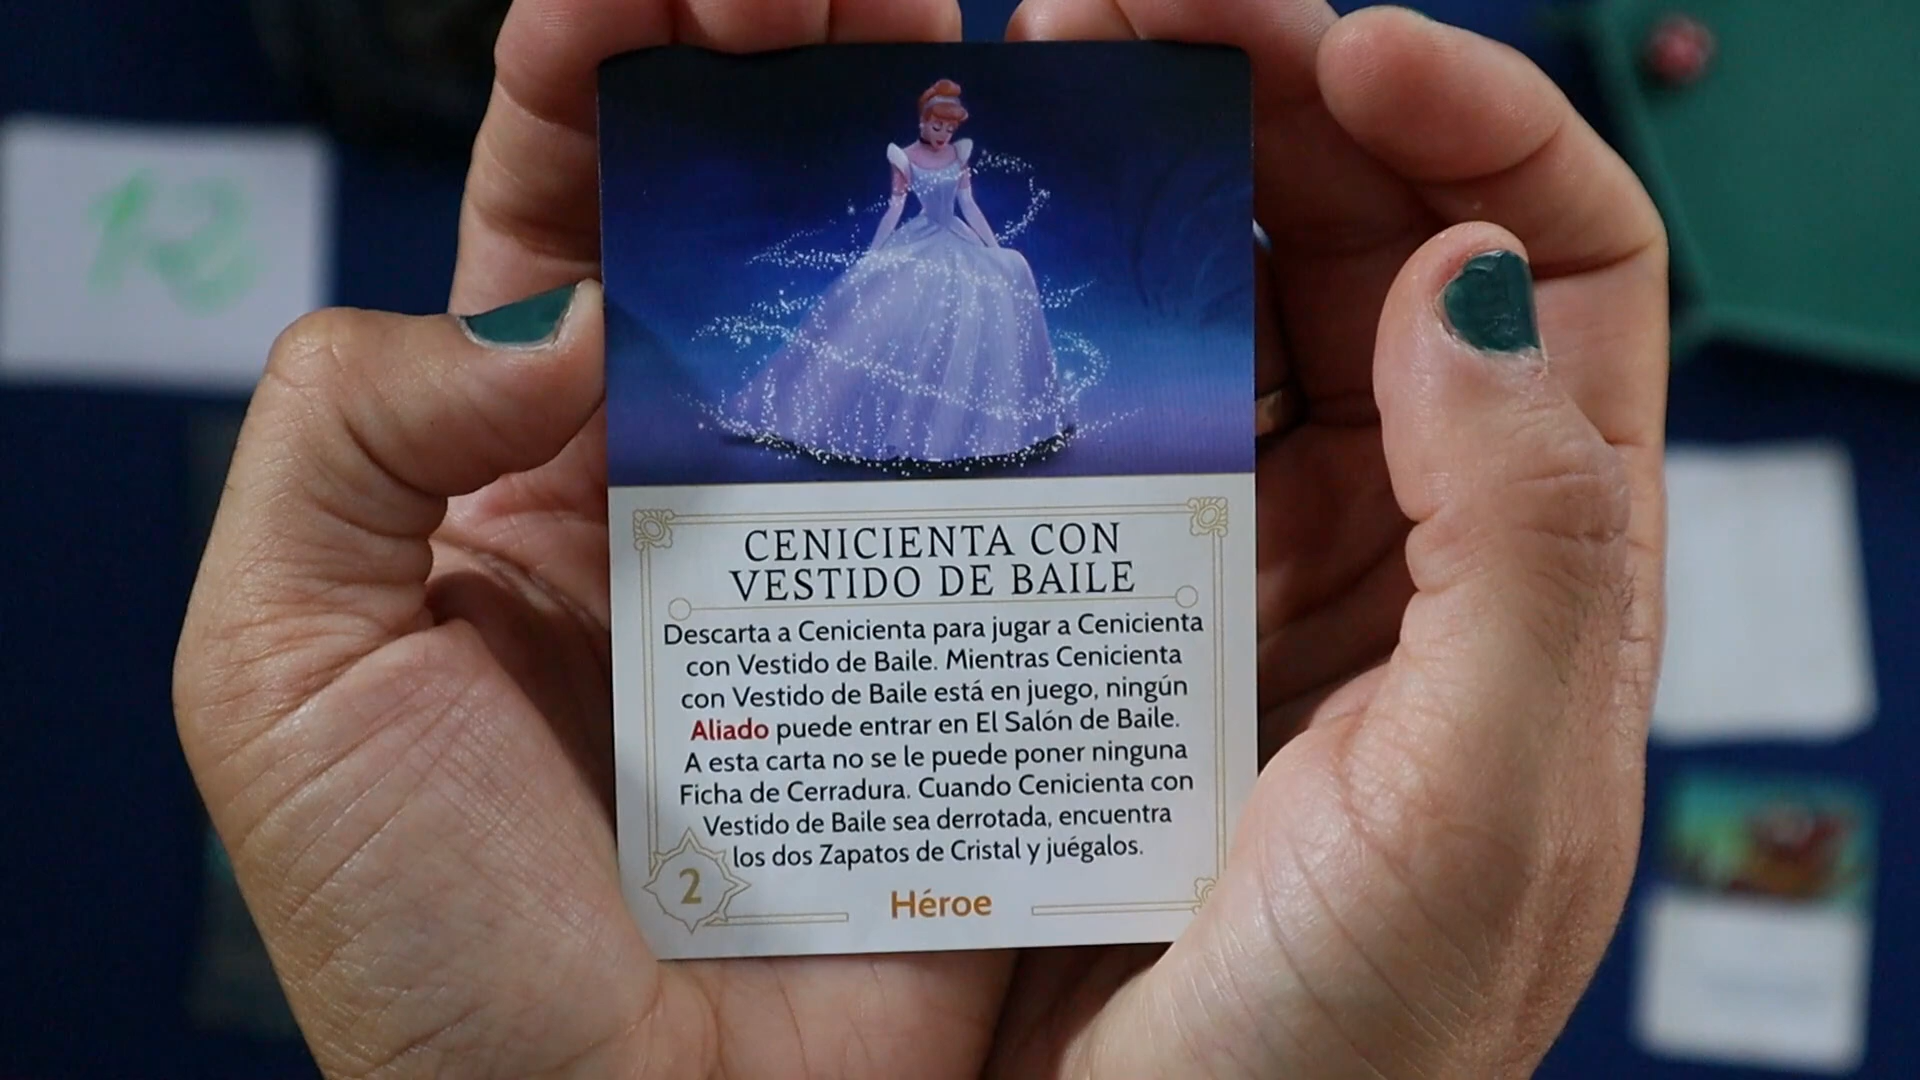 CENICIENTA CON
VESTIDO DE BAILE
Descarta a Cenicienta para jugar a Cenicienta
con Vestido de Baile. Mientras Cenicienta
con Vestido de Baile está en juego, ningún
Aliado puede entrar en El Salón de Baile.
A esta carta no se le puede poner ninguna
Ficha de Cerradura. Cuando Cenicienta con
Vestido de Baile sea derrotada, encuentra
los dos Zapatos de Cristal y juégalos.
2
Héroe